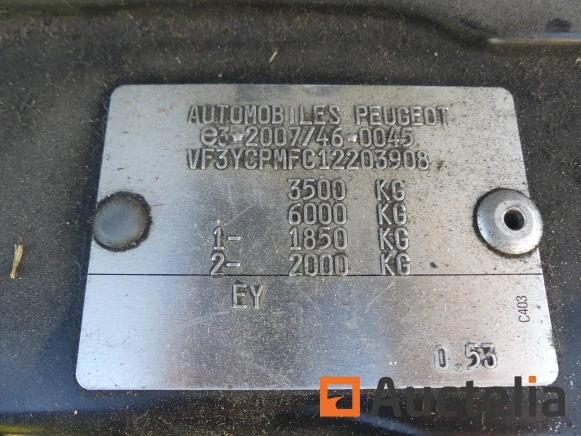 AUTOMOBILES PEUGEOT
e3-2007/46-0045
VF3YCPMFC12203908
3500 KG
6000 KG
1- 1850 KG
2- 2000 KG
EY
C403
0.53
Auctelia